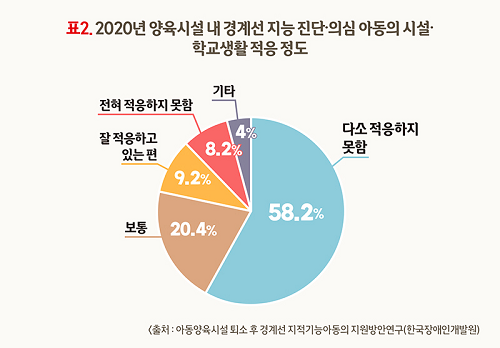 표2. 2020년 양육시설 내 경계선 지능 진단·의심 아동의 시설·
학교생활 적응 정도
기타
4%
전혀 적응하지 못함
8.2%
다소 적응하지
못함
잘 적응하고
있는 편
9.2%
58.2%
보통
20.4%
〈출처 : 아동양육시설 퇴소 후 경계선 지적기능아동의 지원방안연구(한국장애인개발원)